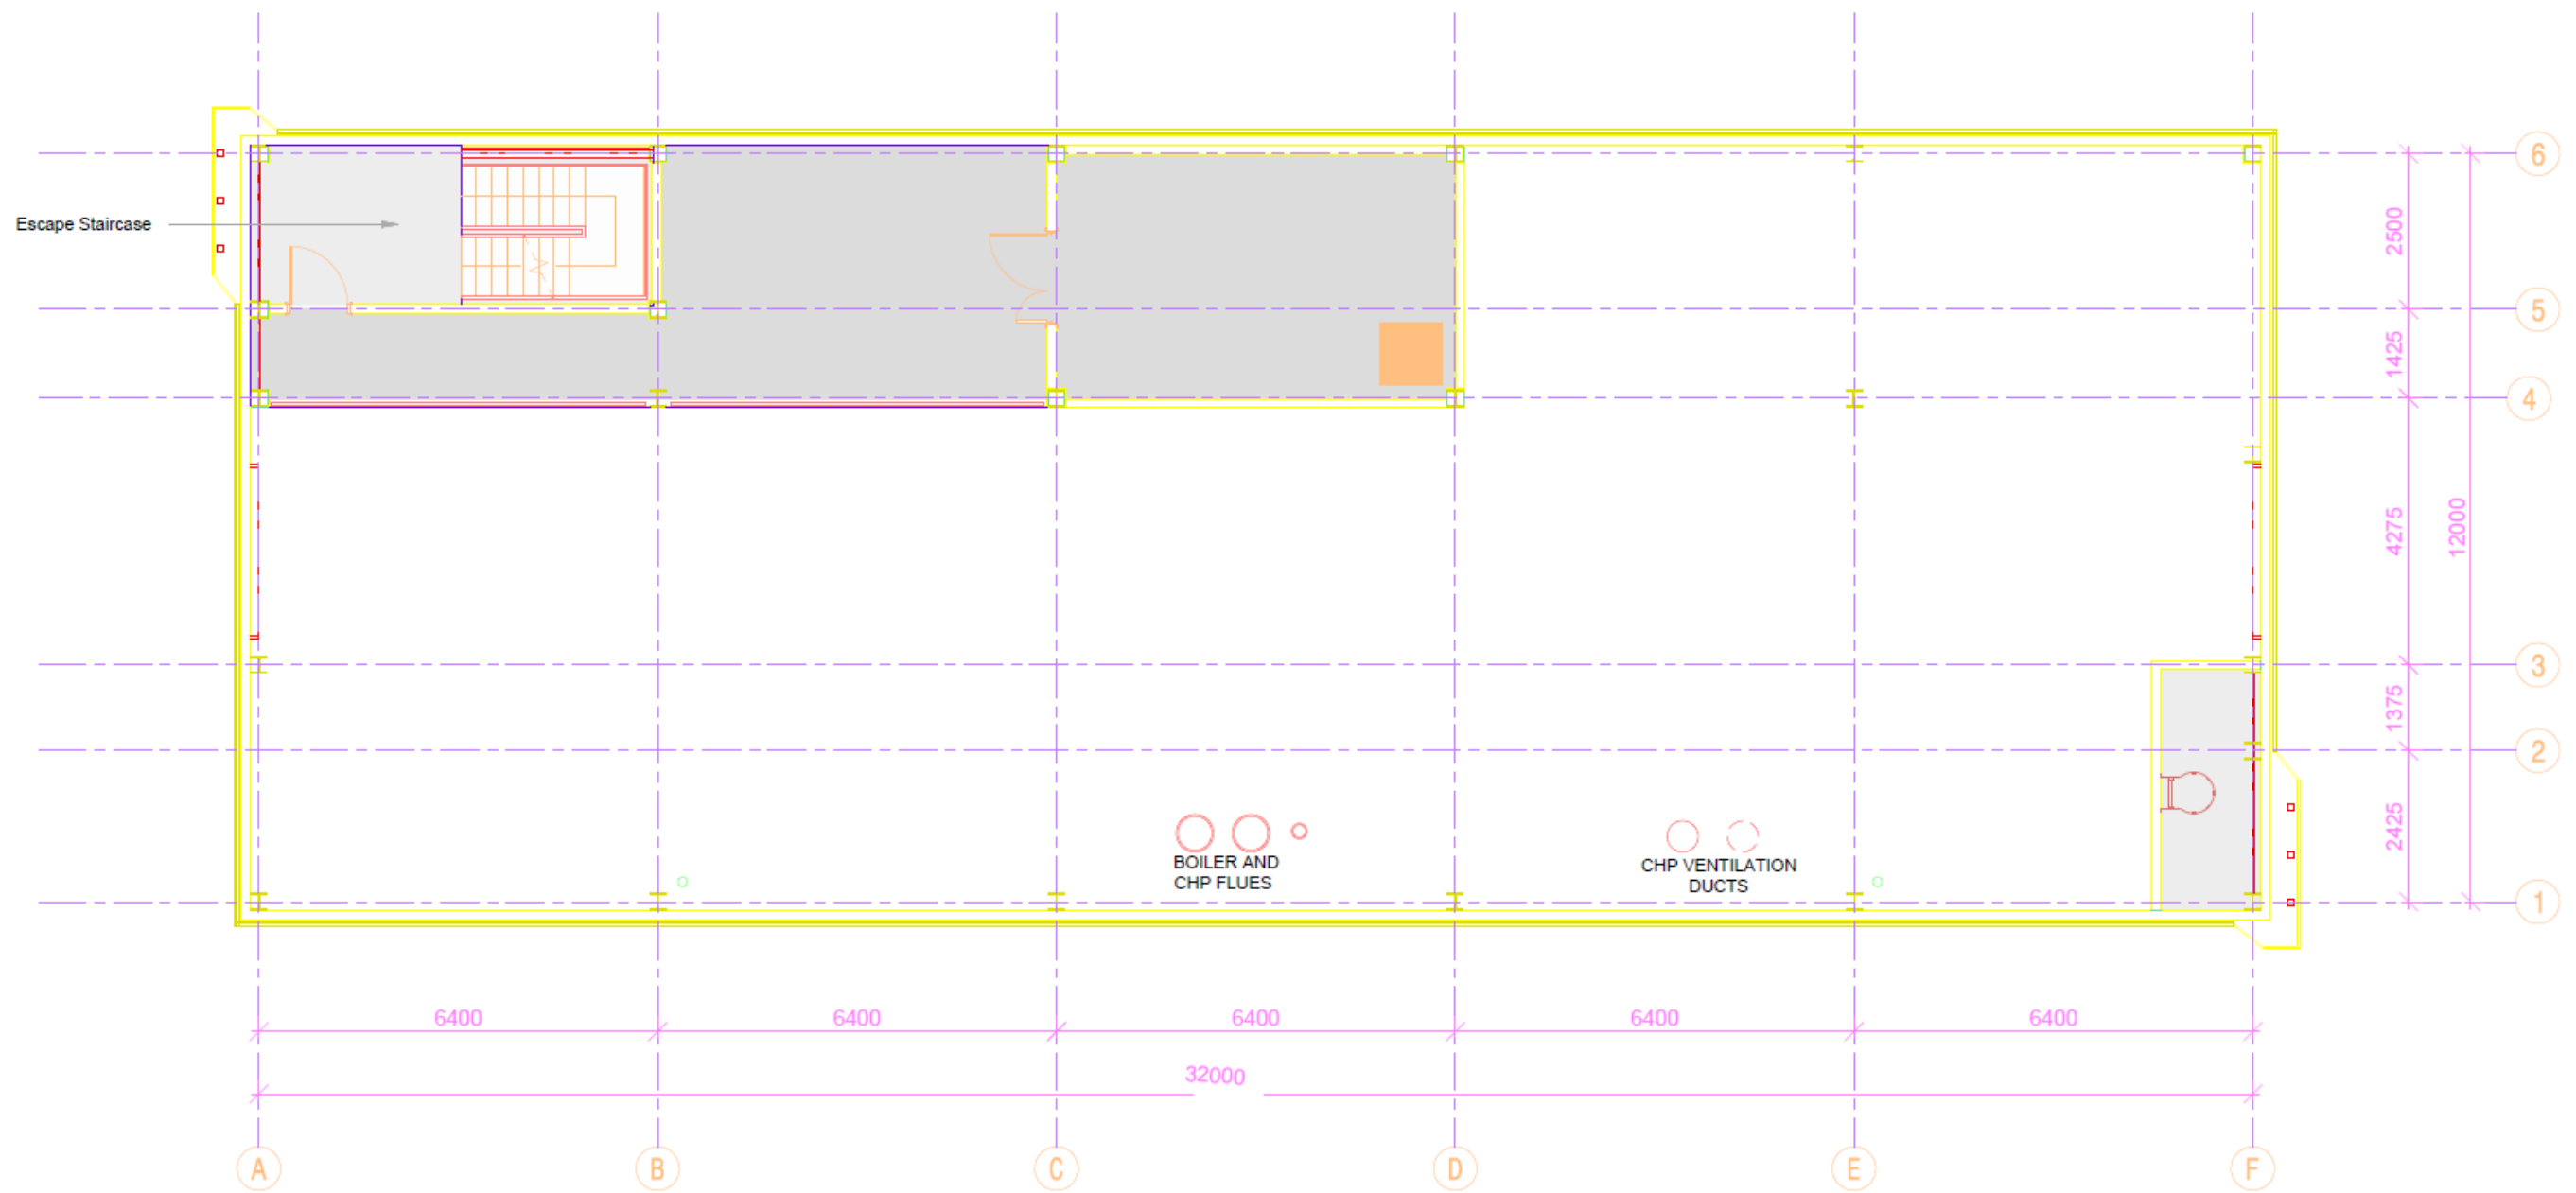 6
Escape Staircase
2500
5
1425
4
4275
12000
3
1375
2
2425
BOILER AND
CHP FLUES
CHP VENTILATION
DUCTS
1
6400 6400 6400 6400 6400
32000
A B C D E F